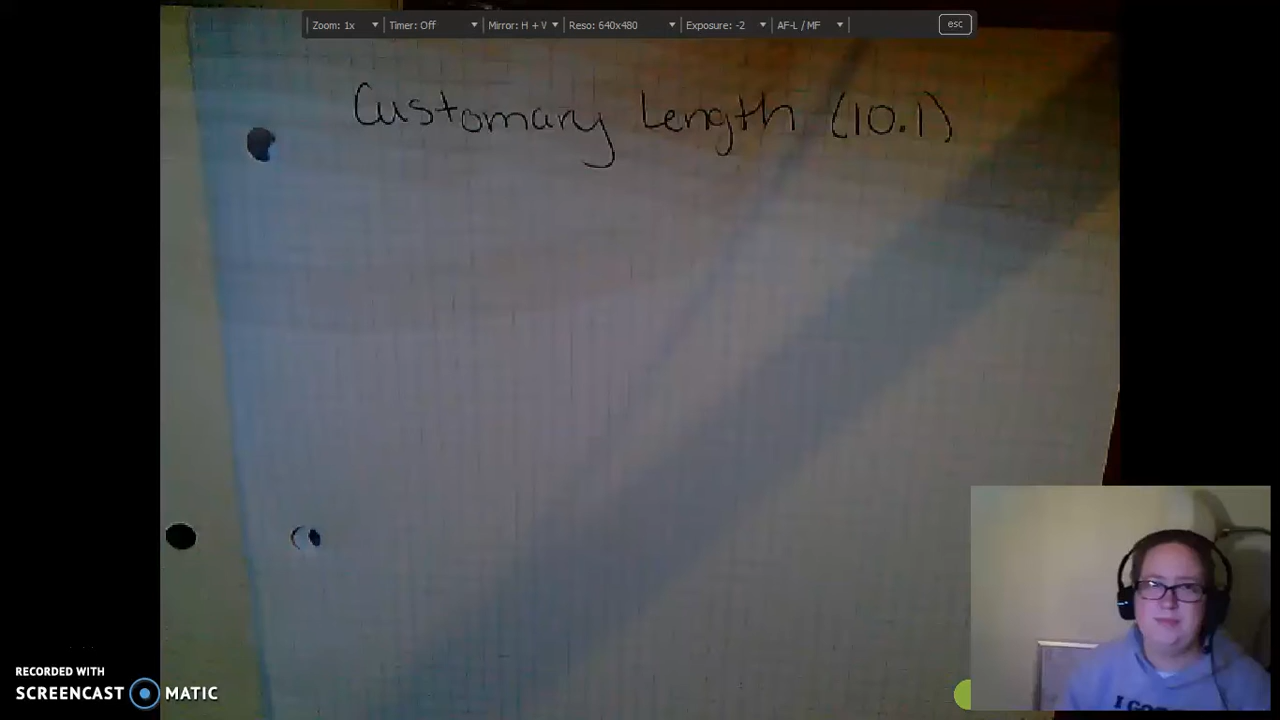 Zoom: 1x Timer: Off Mirror: H + V Reso: 640x480 Exposure: -2 AF-L / MF esc
Customary Length (10.1)
RECORDED WITH
SCREENCAST MATIC
I GO